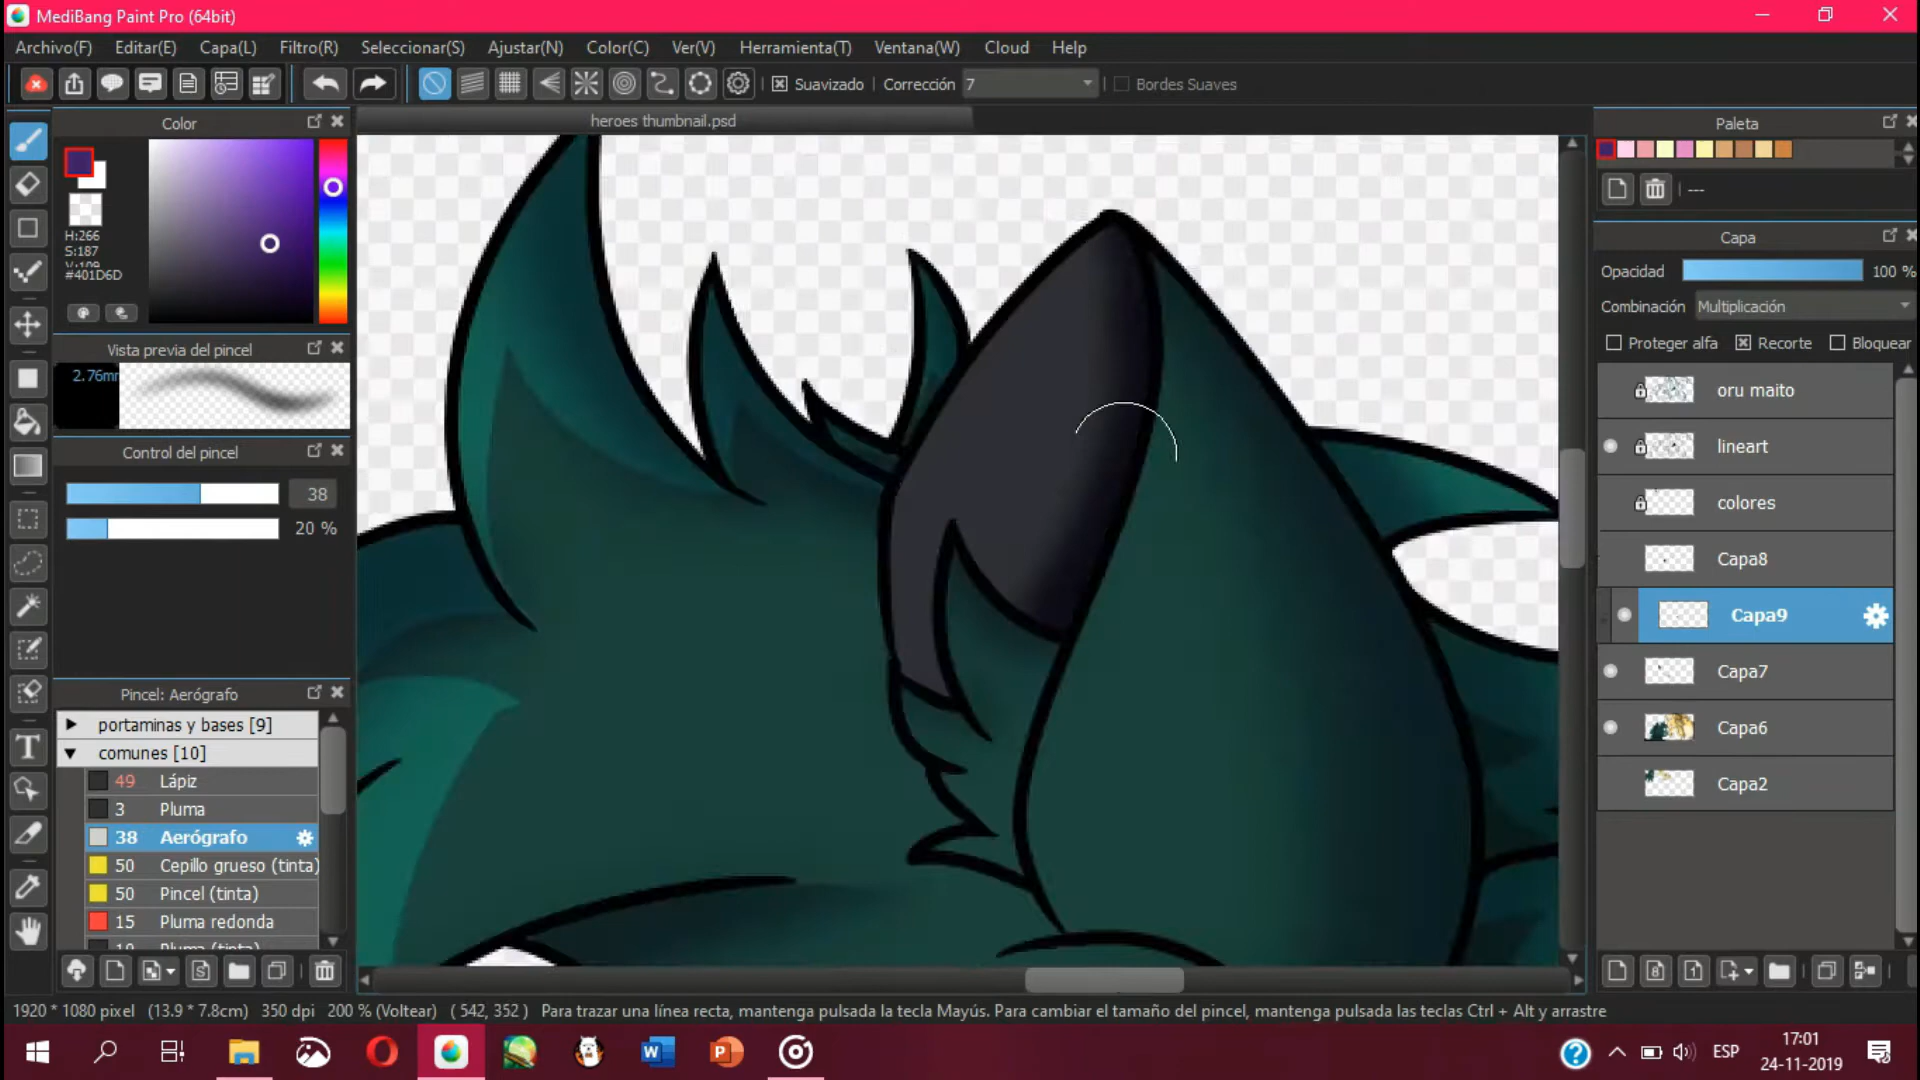 MediBang Paint Pro (64bit)
Archivo(F) Editar(E) Capa(L) Filtro(R) Seleccionar(S) Ajustar(N) Color(C) Ver(V) Herramienta(T) Ventana(W) Cloud Help
Suavizado Corrección 7 Bordes Suaves
Color
heroes thumbnail.psd
Paleta
H:266
S:187
V:109
#401D6D
---
Capa
Opacidad 100 %
Combinación Multiplicación
Proteger alfa Recorte Bloquear
Vista previa del pincel
2.76mm
Control del pincel
38
20 %
oru maito
lineart
colores
Capa8
Capa9
Capa7
Capa6
Capa2
Pincel: Aerógrafo
portaminas y bases [9]
comunes [10]
49 Lápiz
3 Pluma
38 Aerógrafo
50 Cepillo grueso (tinta)
50 Pincel (tinta)
15 Pluma redonda
10 Pluma (tinta)
1920 * 1080 pixel (13.9 * 7.8cm) 350 dpi 200 % (Voltear) ( 542, 352 ) Para trazar una línea recta, mantenga pulsada la tecla Mayús. Para cambiar el tamaño del pincel, mantenga pulsada las teclas Ctrl + Alt y arrastre
ESP
17:01
24-11-2019